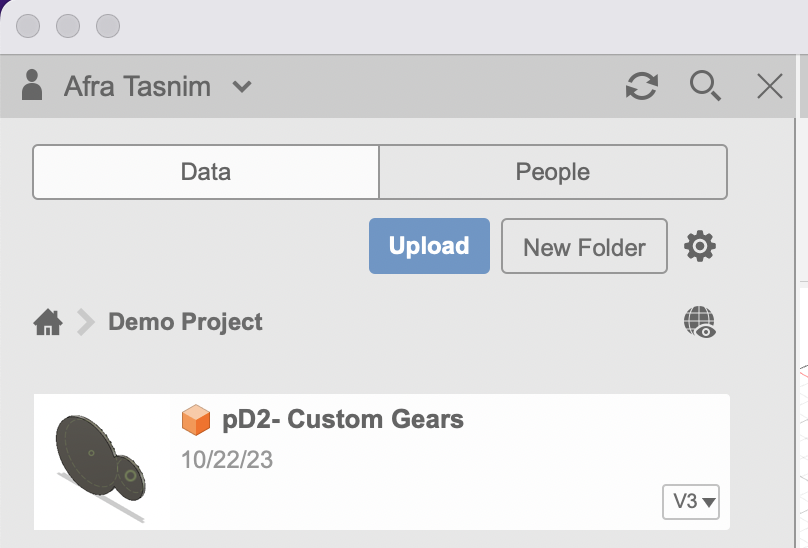 Afra Tasnim
Data
People
Upload
New Folder
Demo Project
pD2- Custom Gears
10/22/23
V3